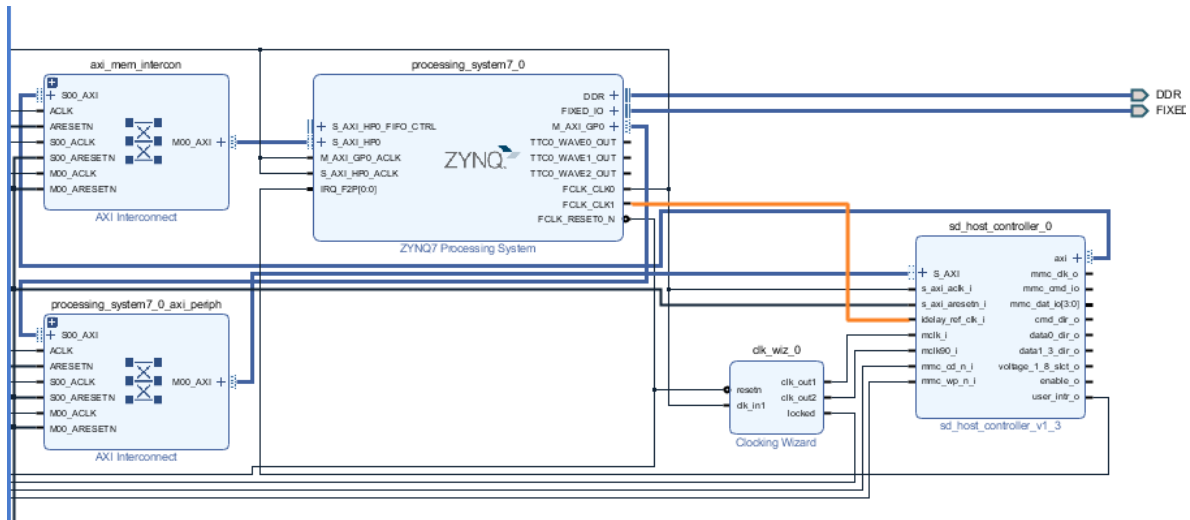 axi_mem_intercon
S00_AXI
ACLK
ARESETN
S00_ACLK
S00_ARESETN
M00_ACLK
M00_ARESETN
M00_AXI
AXI Interconnect
processing_system7_0
S_AXI_HP0_FIFO_CTRL
S_AXI_HP0
M_AXI_GP0_ACLK
S_AXI_HP0_ACLK
IRQ_F2P[0:0]
ZYNQ
DDR
FIXED_IO
M_AXI_GP0
TTC0_WAVE0_OUT
TTC0_WAVE1_OUT
TTC0_WAVE2_OUT
FCLK_CLK0
FCLK_CLK1
FCLK_RESET0_N
ZYNQ7 Processing System
DDR
FIXED
processing_system7_0_axi_periph
S00_AXI
ACLK
ARESETN
S00_ACLK
S00_ARESETN
M00_ACLK
M00_ARESETN
M00_AXI
AXI Interconnect
clk_wiz_0
resetn
clk_in1
clk_out1
clk_out2
locked
Clocking Wizard
sd_host_controller_0
S_AXI
s_axi_aclk_i
s_axi_aresetn_i
idelay_ref_clk_i
mclk_i
mclk90_i
mmc_cd_n_i
mmc_wp_n_i
axi
mmc_clk_o
mmc_cmd_io
mmc_dat_io[3:0]
cmd_dir_o
data0_dir_o
data1_3_dir_o
voltage_1_8_slct_o
enable_o
user_intr_o
sd_host_controller_v1_3